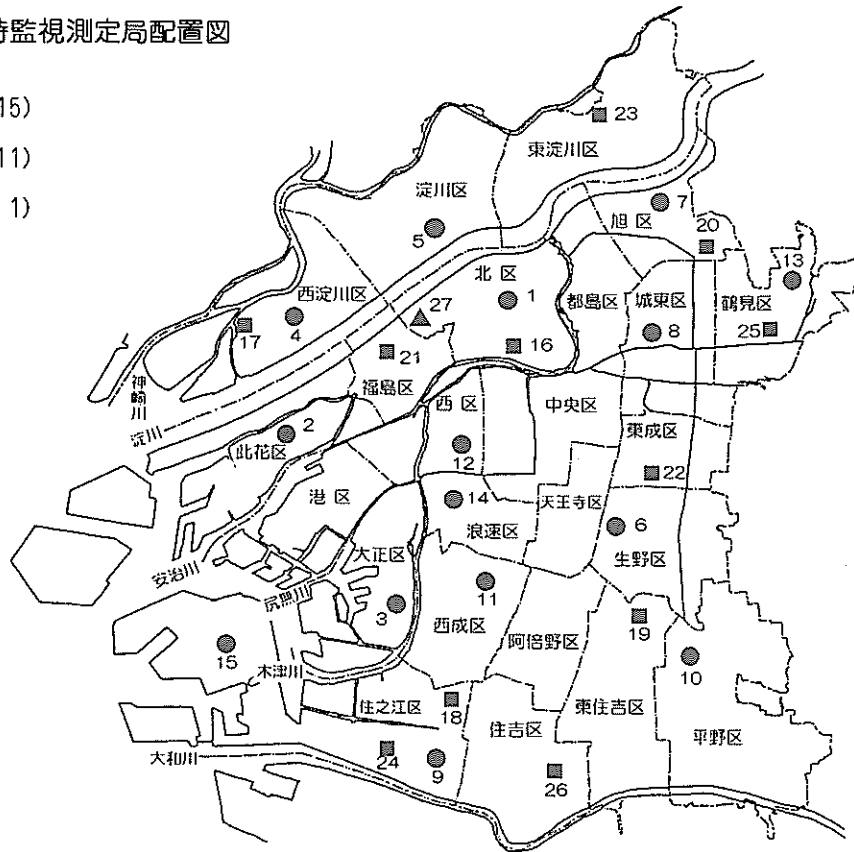 時監視測定局配置図
15)
11)
1)
23
東淀川区
淀川区
7
旭区
5
20
13
北区
西淀川区
27
1
都島区
城東区
鶴見区
17
4
21
16
8
25
神崎川
福島区
淀川
西区
中央区
2
此花区
東成区
12
22
港区
14
天王寺区
浪速区
6
生野区
大正区
安治川
尻無川
3
11
西成区
19
阿倍野区
15
木津川
10
住之江区
18
東住吉区
住吉区
平野区
大和川
24
9
26